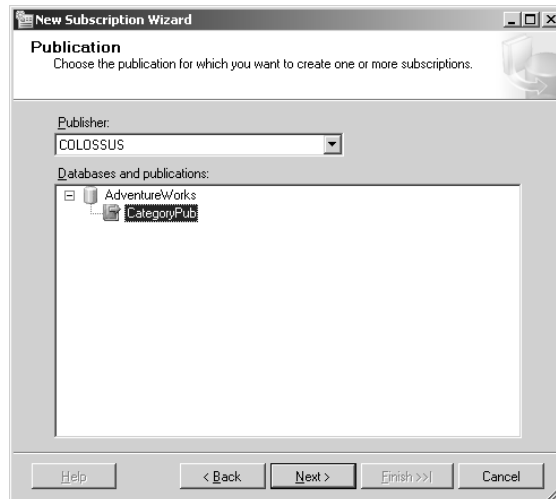 New Subscription Wizard
Publication
Choose the publication for which you want to create one or more subscriptions.
Publisher:
COLOSSUS
Databases and publications:
AdventureWorks
CategoryPub
Help < Back Next > Finish >>| Cancel